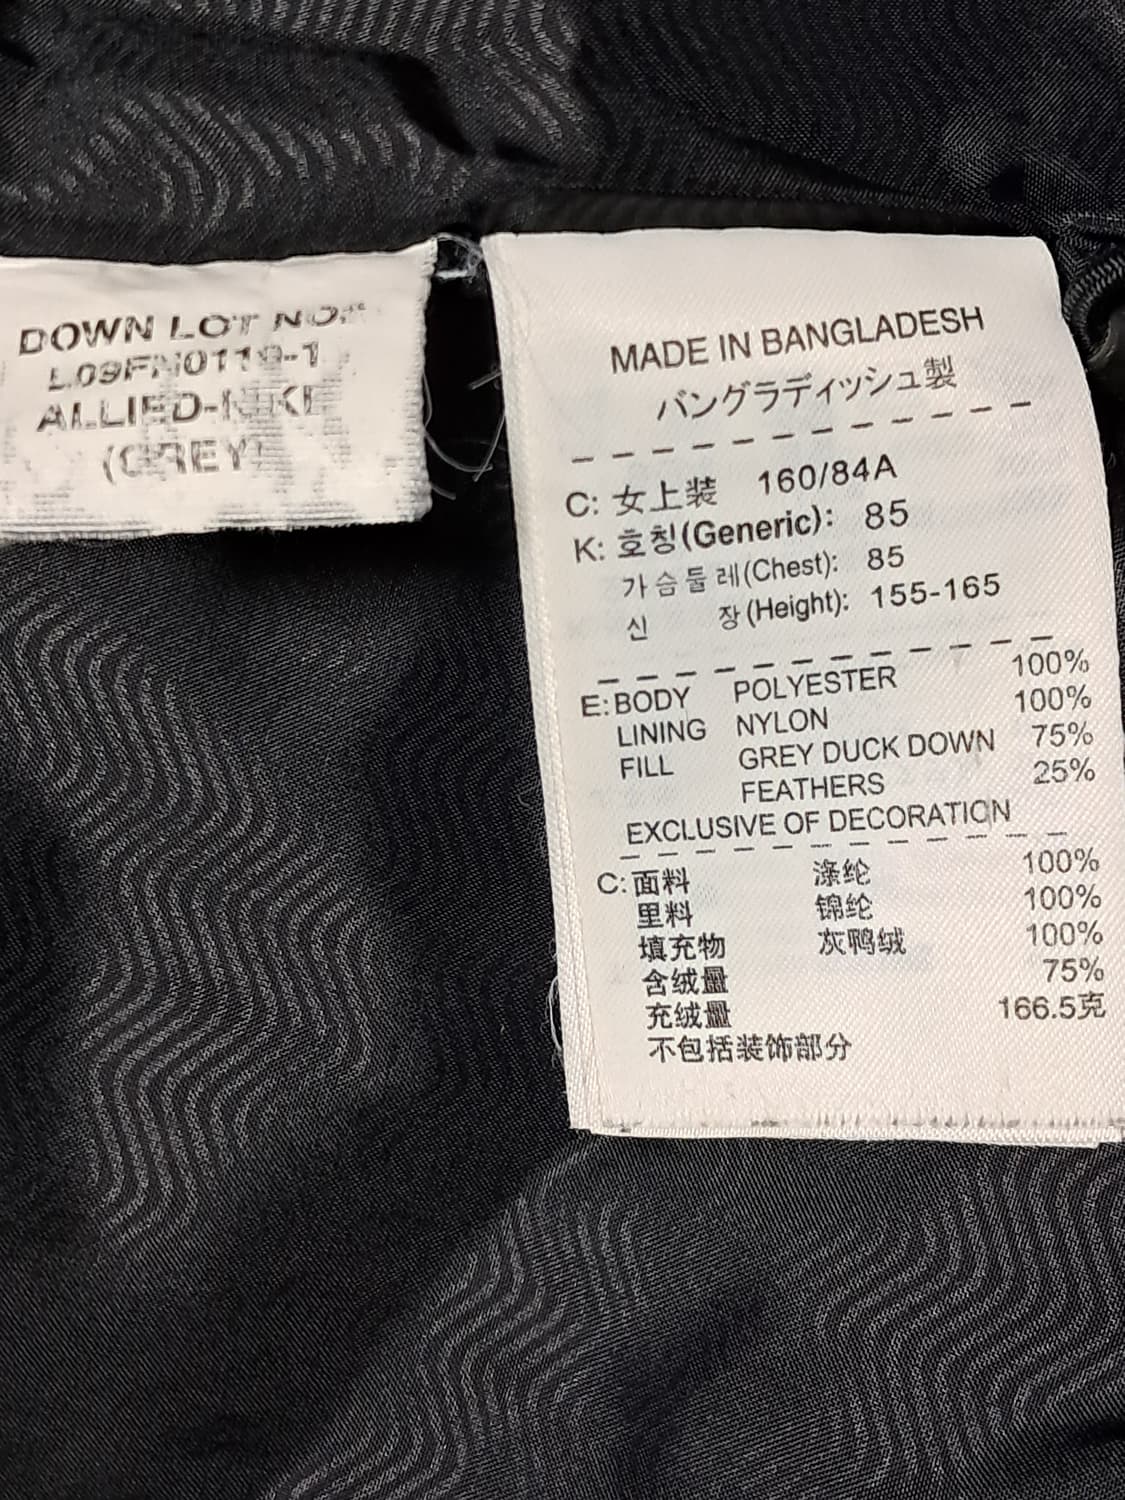 DOWN LOT NO:
ALLIED-NIKE
(GREY)
MADE IN BANGLADESH
バングラディッシュ製
C: 女上装 160/84A
K: 호칭(Generic): 85
가슴둘레(Chest): 85
신 장(Height): 155-165
E: BODY POLYESTER 100%
LINING NYLON 100%
FILL GREY DUCK DOWN 75%
FEATHERS 25%
EXCLUSIVE OF DECORATION
C: 面料 涤纶 100%
里料 锦纶 100%
填充物 灰鸭绒 100%
含绒量 75%
充绒量 166.5克
不包括装饰部分